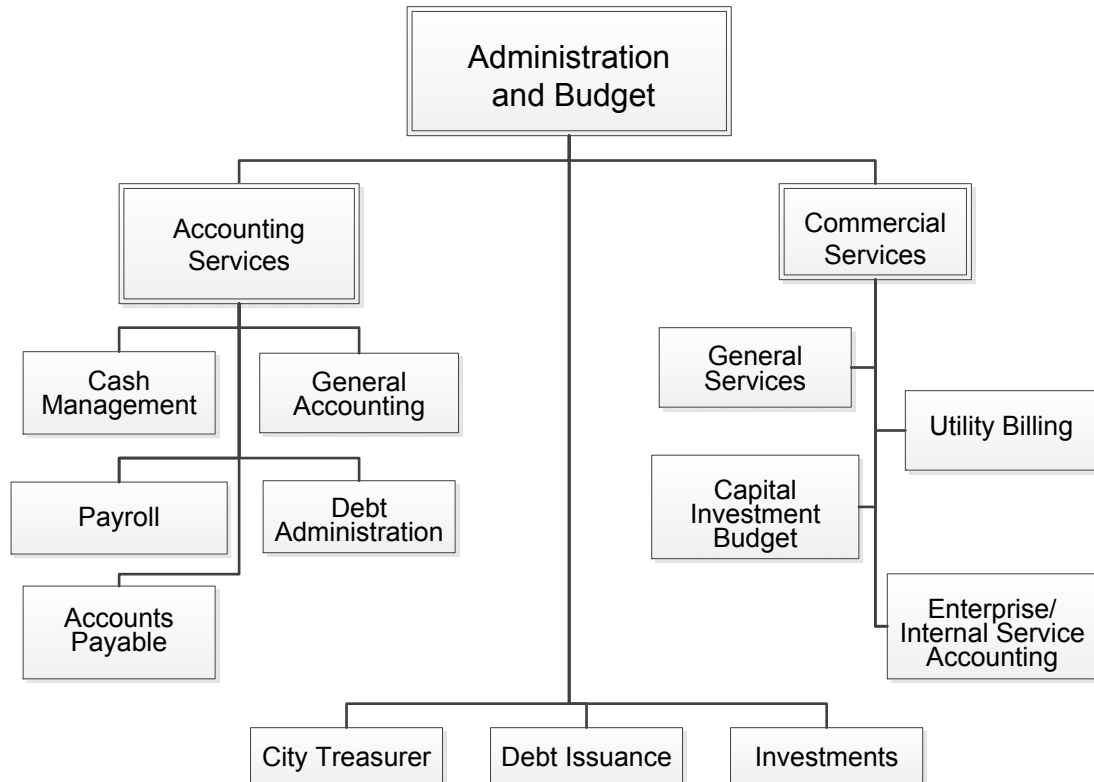 Administration
and Budget
Accounting
Services
Commercial
Services
Cash
Management
General
Accounting
General
Services
Utility Billing
Payroll
Debt
Administration
Capital
Investment
Budget
Accounts
Payable
Enterprise/
Internal Service
Accounting
City Treasurer
Debt Issuance
Investments